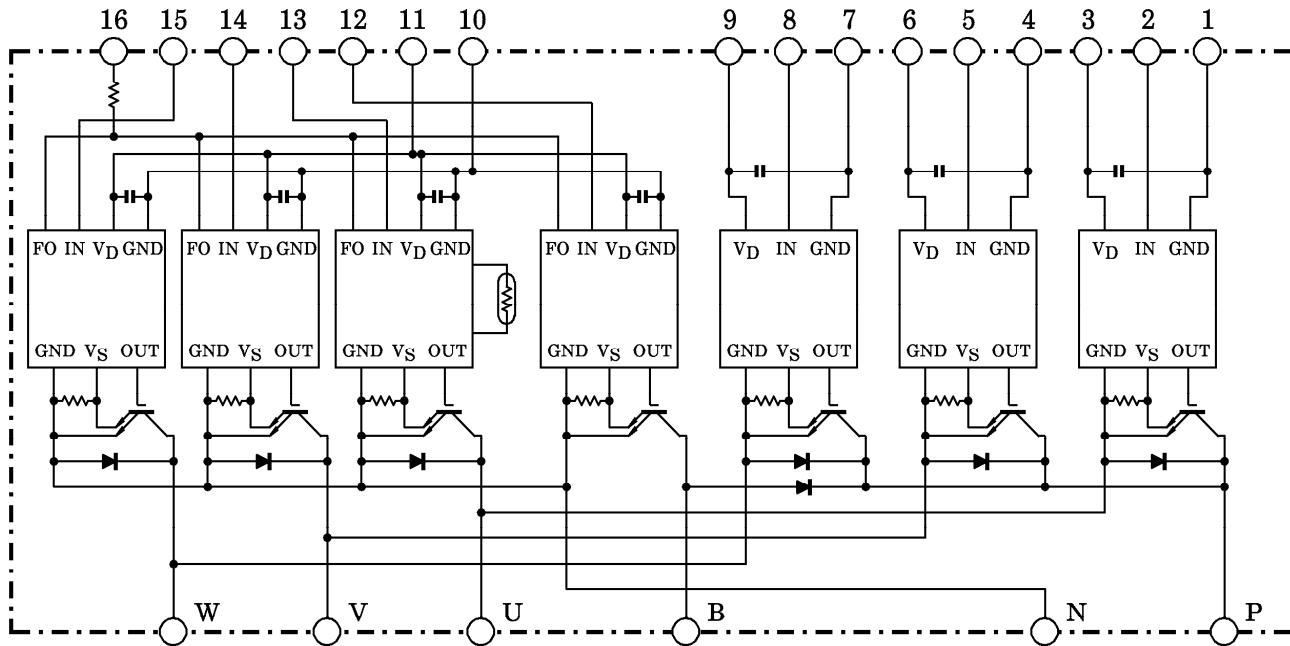 16 15 14 13 12 11 10 9 8 7 6 5 4 3 2 1
FO IN VD GND FO IN VD GND FO IN VD GND FO IN VD GND VD IN GND VD IN GND VD IN GND
GND VS OUT GND VS OUT GND VS OUT GND VS OUT GND VS OUT GND VS OUT GND VS OUT
W V U B N P